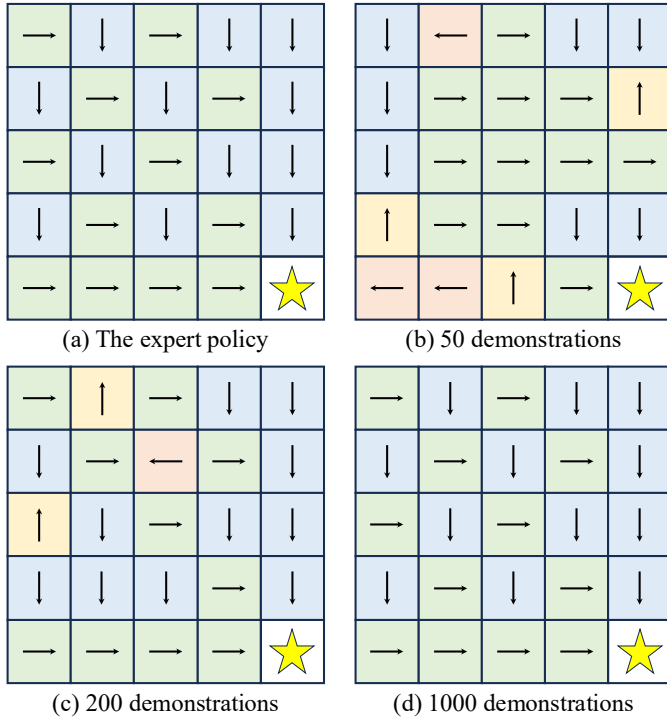 (a) The expert policy
(b) 50 demonstrations
(c) 200 demonstrations
(d) 1000 demonstrations